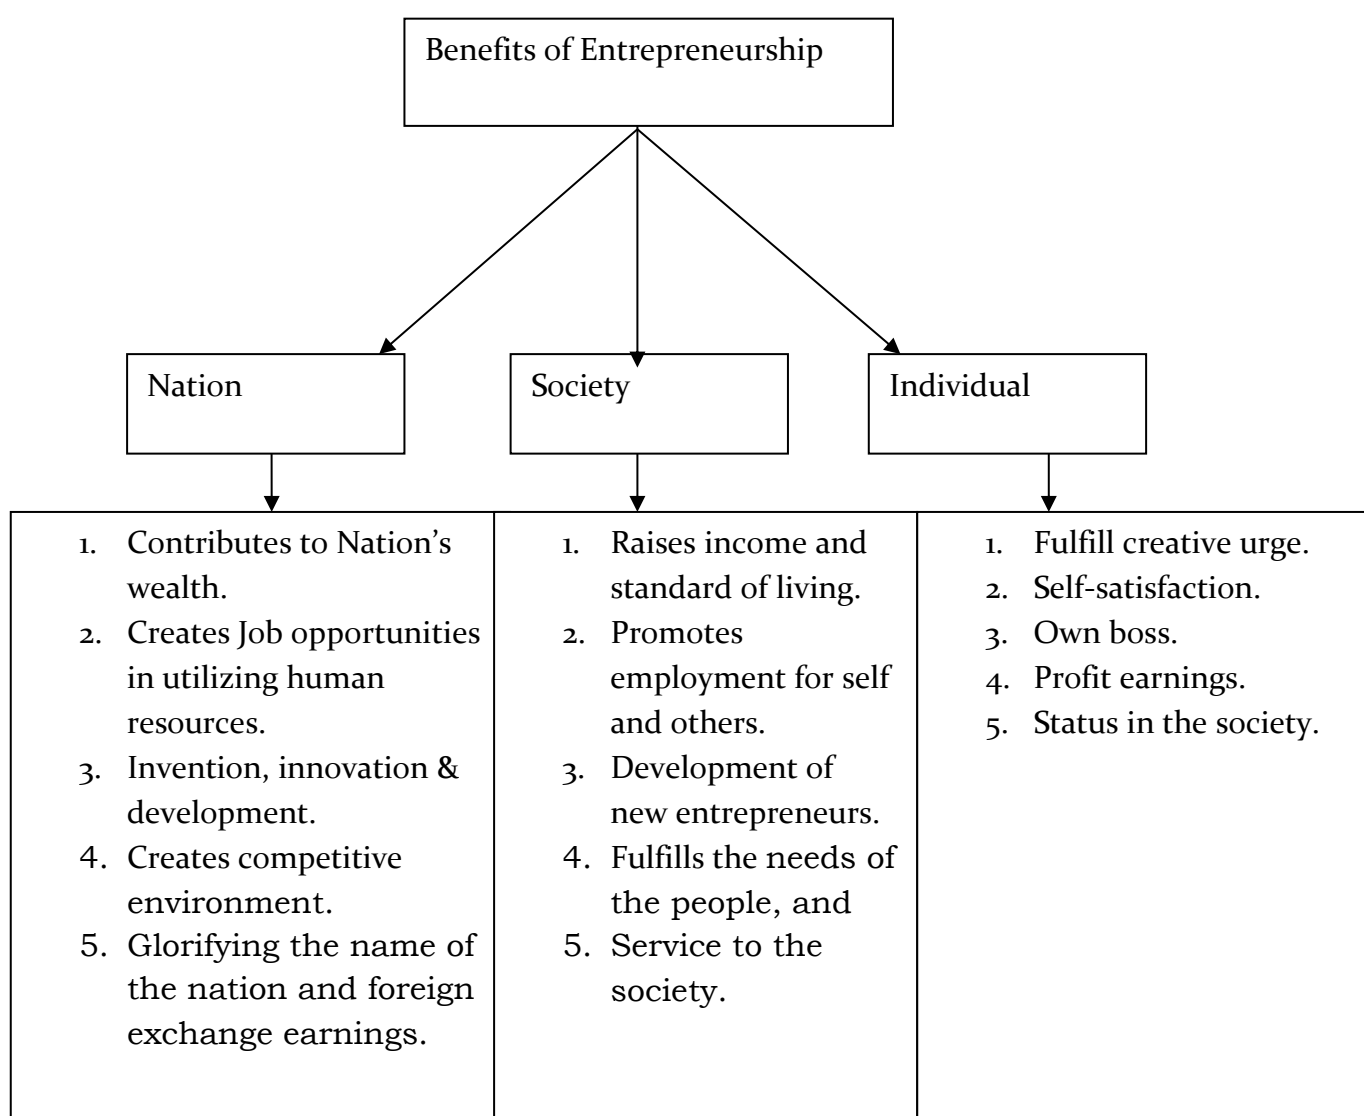 Benefits of Entrepreneurship
Nation
Society
Individual
1. Contributes to Nation’s
wealth.
2. Creates Job opportunities
in utilizing human
resources.
3. Invention, innovation &
development.
4. Creates competitive
environment.
5. Glorifying the name of
the nation and foreign
exchange earnings.
1. Raises income and
standard of living.
2. Promotes
employment for self
and others.
3. Development of
new entrepreneurs.
4. Fulfills the needs of
the people, and
5. Service to the
society.
1. Fulfill creative urge.
2. Self-satisfaction.
3. Own boss.
4. Profit earnings.
5. Status in the society.